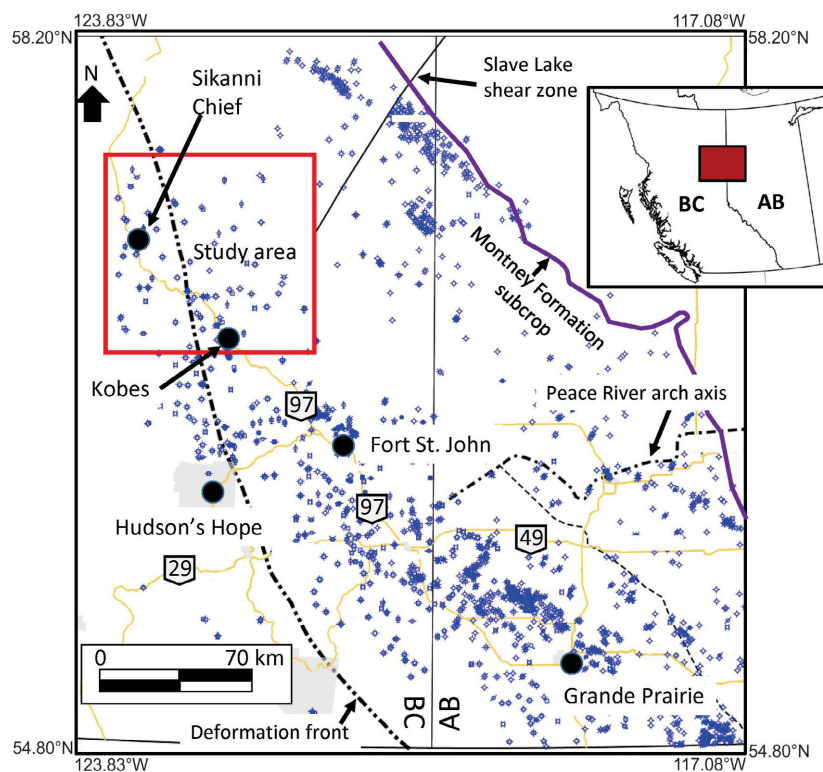 123.83°W
117.08°W
58.20°N
58.20°N
N
Sikanni
Chief
Slave Lake
shear zone
BC
AB
Study area
Montney Formation
subcrop
Kobes
97
Peace River arch axis
Fort St. John
97
Hudson's Hope
49
29
0
70 km
Grande Prairie
BC
AB
Deformation front
54.80°N
54.80°N
123.83°W
117.08°W